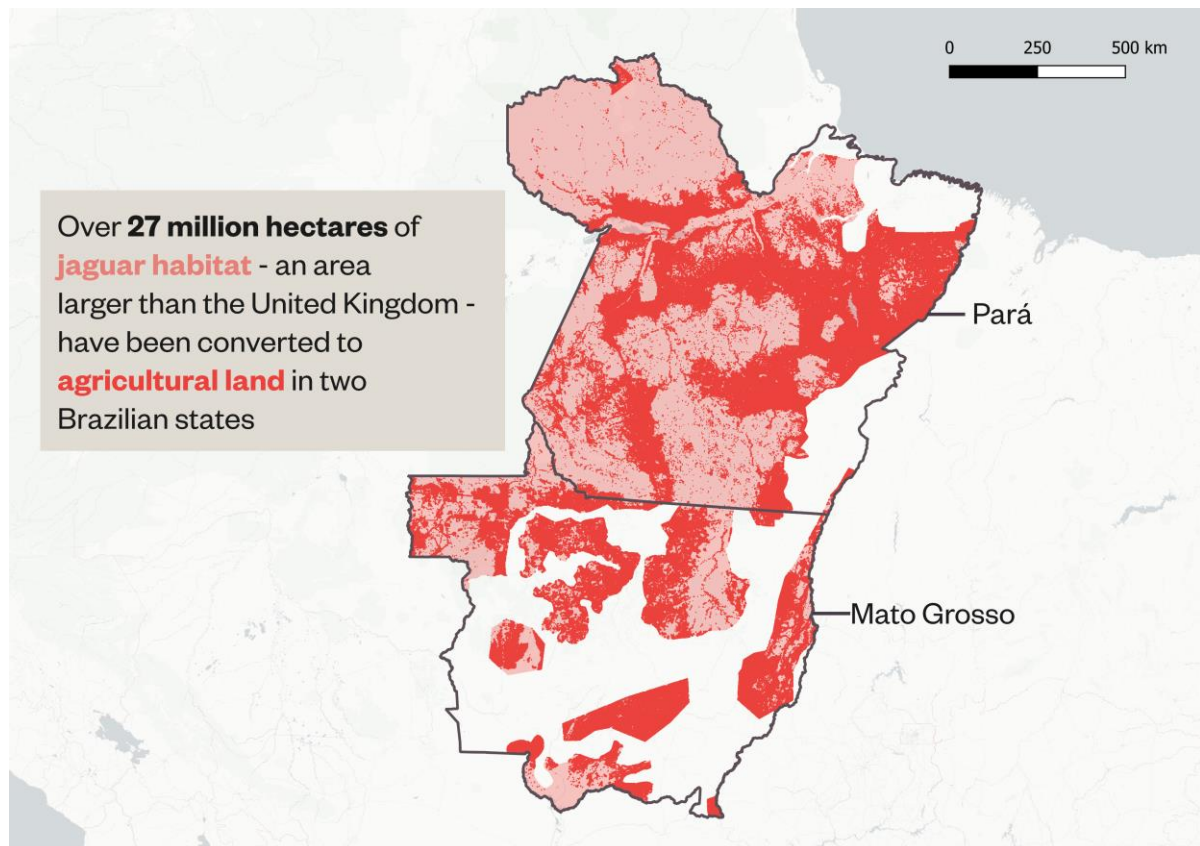 0 250 500 km
Over 27 million hectares of
jaguar habitat - an area
larger than the United Kingdom -
have been converted to
agricultural land in two
Brazilian states
Pará
Mato Grosso